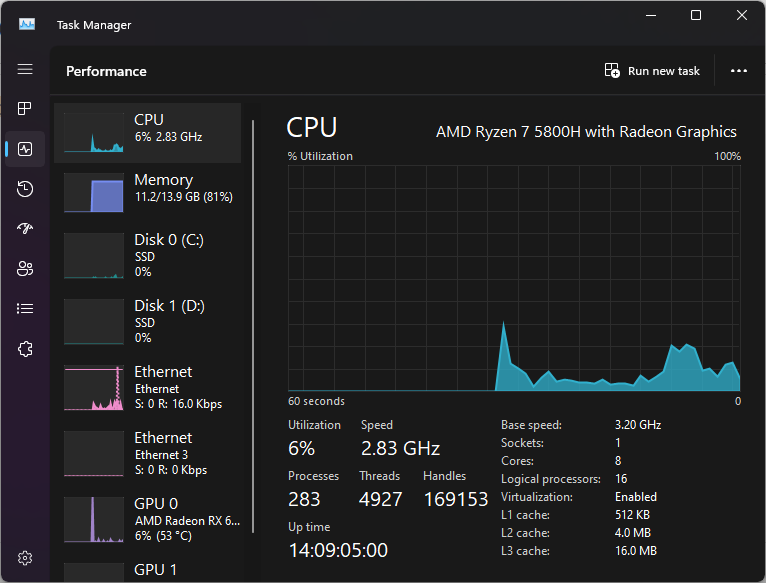 Task Manager
Performance
Run new task
CPU
6% 2.83 GHz
Memory
11.2/13.9 GB (81%)
Disk 0 (C:)
SSD
0%
Disk 1 (D:)
SSD
0%
Ethernet
Ethernet
S: 0 R: 16.0 Kbps
Ethernet
Ethernet 3
S: 0 R: 0 Kbps
GPU 0
AMD Radeon RX 6...
6% (53 °C)
GPU 1
CPU
AMD Ryzen 7 5800H with Radeon Graphics
% Utilization
100%
60 seconds
0
Utilization
Speed
6%
2.83 GHz
Processes
Threads
Handles
283
4927
169153
Up time
14:09:05:00
Base speed: 3.20 GHz
Sockets: 1
Cores: 8
Logical processors: 16
Virtualization: Enabled
L1 cache: 512 KB
L2 cache: 4.0 MB
L3 cache: 16.0 MB